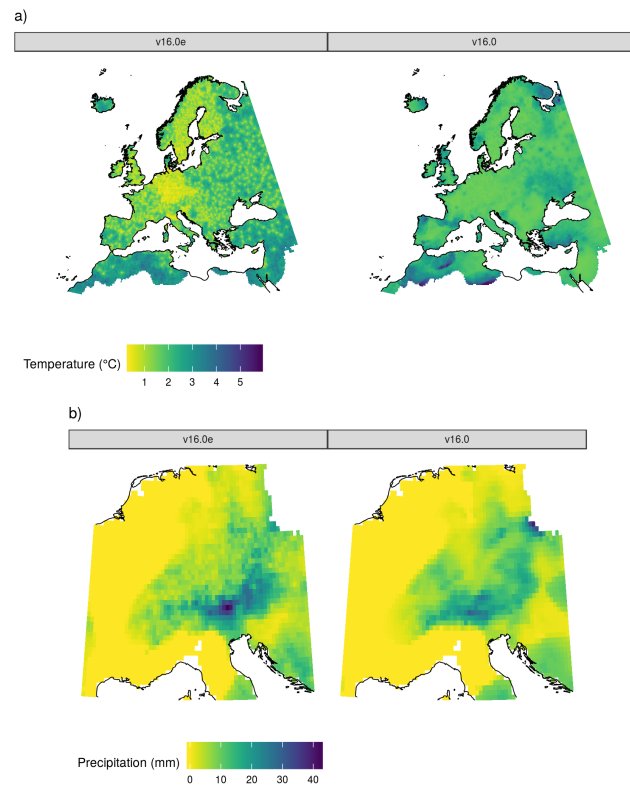 a)
v16.0e v16.0
Temperature (°C)
1 2 3 4 5
b)
v16.0e v16.0
Precipitation (mm)
0 10 20 30 40